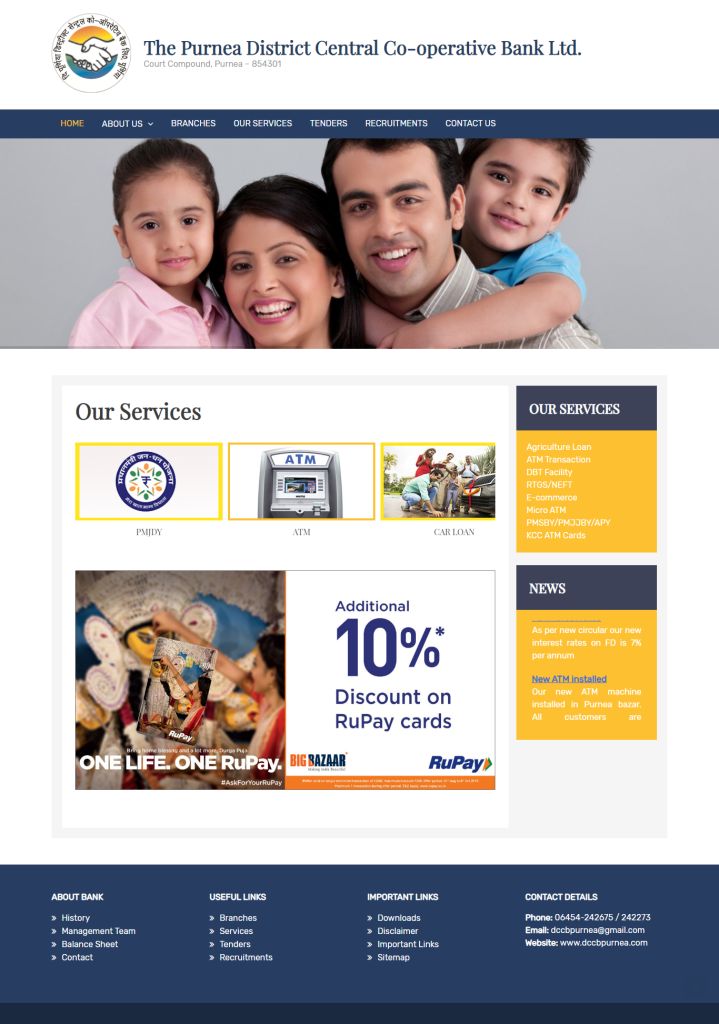 दि पूर्णिया डिस्ट्रीक्ट सेन्ट्रल को-ऑपरेटिव बैंक लि०, पूर्णिया
The Purnea District Central Co-operative Bank Ltd.
Court Compound, Purnea – 854301
HOME ABOUT US BRANCHES OUR SERVICES TENDERS RECRUITMENTS CONTACT US
Our Services
प्रधानमंत्री जन-धन योजना
ATM
PMJDY ATM CAR LOAN
Additional
10%*
Discount on
RuPay cards
RuPay
Bring home blessing and a lot more, Durga Puja
ONE LIFE. ONE RuPay.
#AskForYourRuPay
BIG BAZAAR
Making India Beautiful
RuPay
OUR SERVICES
Agriculture Loan
ATM Transaction
DBT Facility
RTGS/NEFT
E-commerce
Micro ATM
PMSBY/PMJJBY/APY
KCC ATM Cards
NEWS
As per new circular our new
interest rates on FD is 7%
per annum
New ATM installed
Our new ATM machine
installed in Purnea bazar.
All customers are
ABOUT BANK
» History
» Management Team
» Balance Sheet
» Contact
USEFUL LINKS
» Branches
» Services
» Tenders
» Recruitments
IMPORTANT LINKS
» Downloads
» Disclaimer
» Important Links
» Sitemap
CONTACT DETAILS
Phone: 06454-242675 / 242273
Email: dccbpurnea@gmail.com
Website: www.dccbpurnea.com